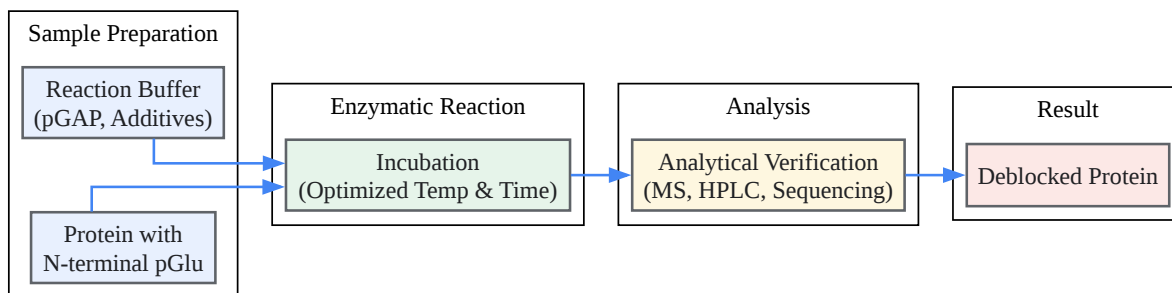 Sample Preparation
Reaction Buffer
(pGAP, Additives)
Protein with
N-terminal pGlu
Enzymatic Reaction
Incubation
(Optimized Temp & Time)
Analysis
Analytical Verification
(MS, HPLC, Sequencing)
Result
Deblocked Protein